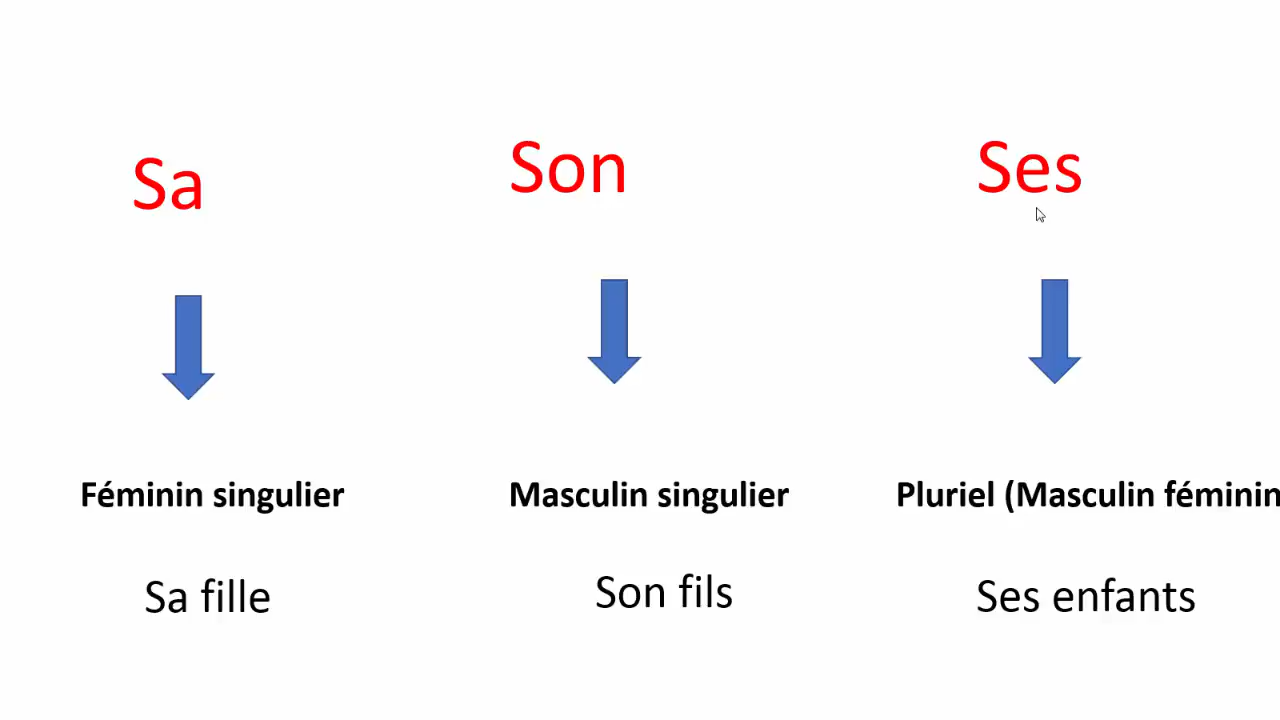 Sa
Son
Ses
Féminin singulier
Masculin singulier
Pluriel (Masculin féminin
Sa fille
Son fils
Ses enfants